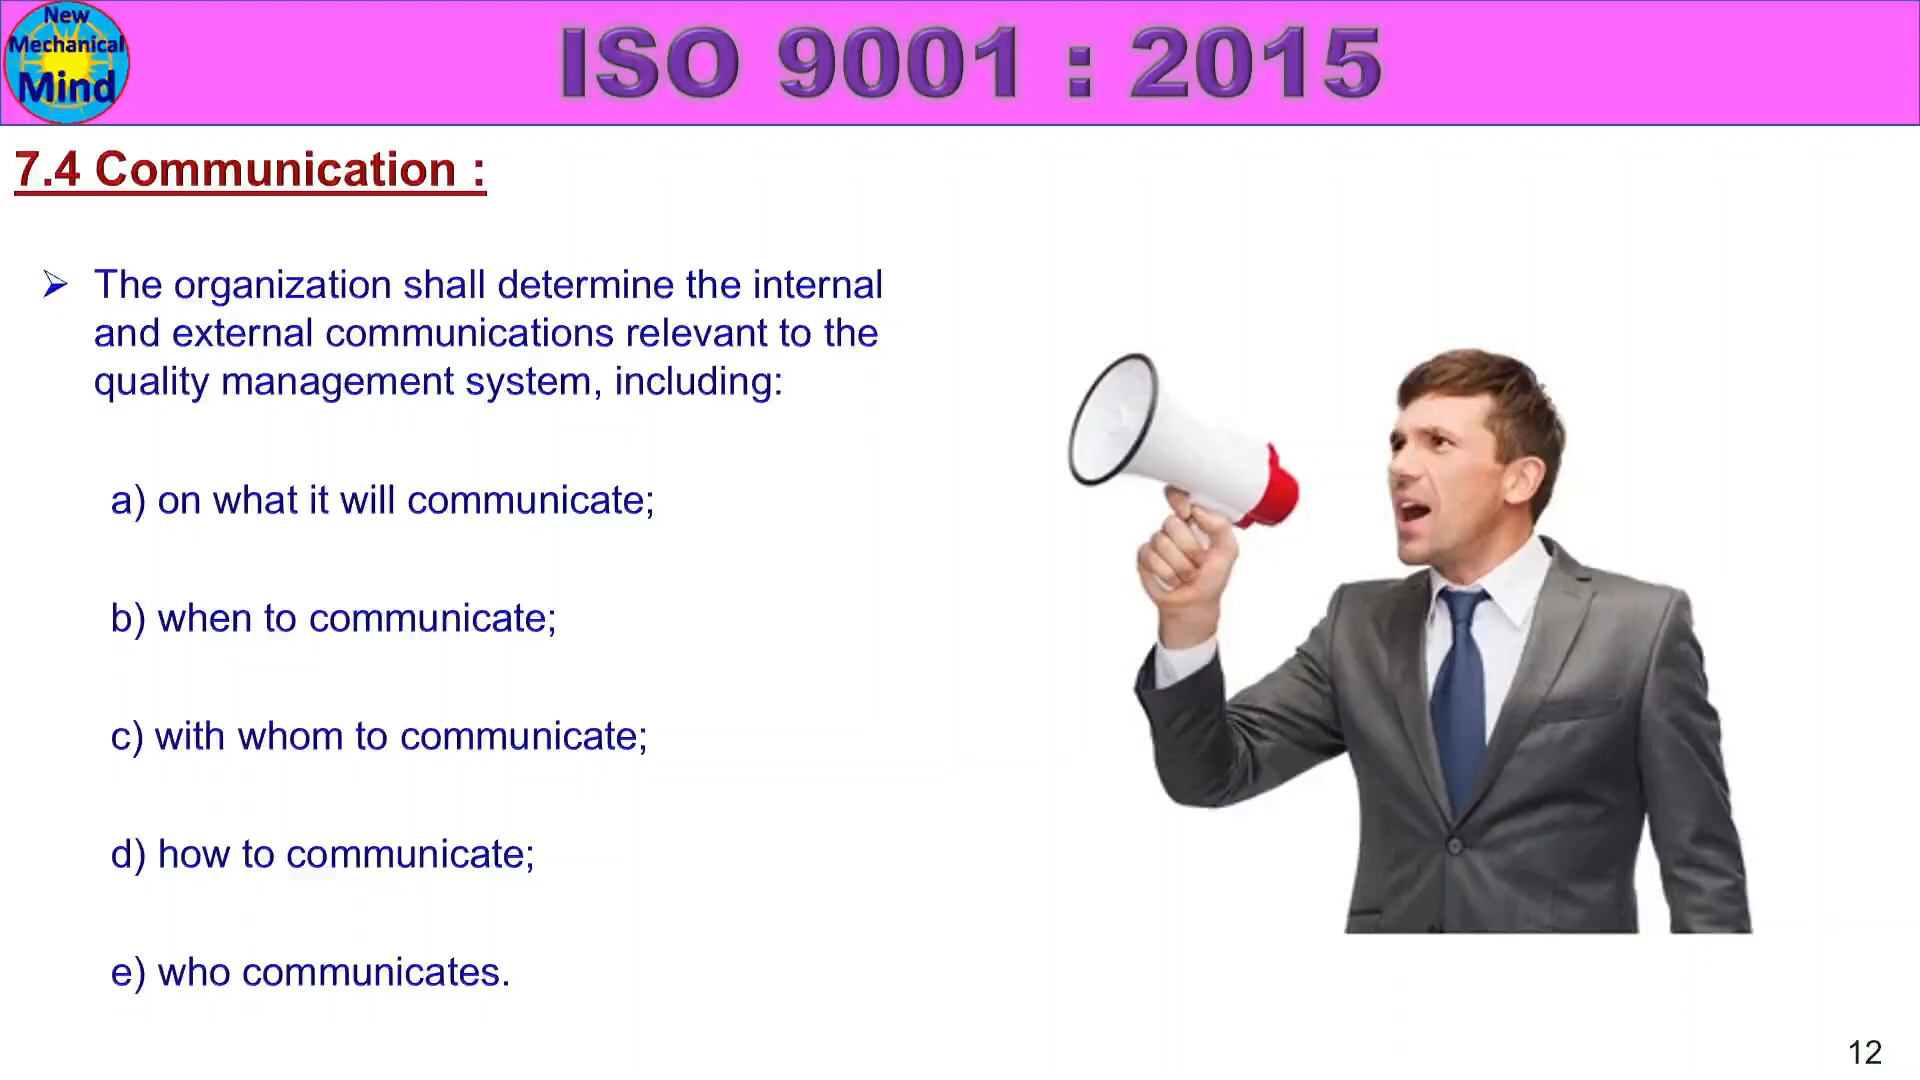 New
Mechanical
Mind
ISO 9001 : 2015
7.4 Communication :
➢ The organization shall determine the internal
and external communications relevant to the
quality management system, including:
a) on what it will communicate;
b) when to communicate;
c) with whom to communicate;
d) how to communicate;
e) who communicates.
12